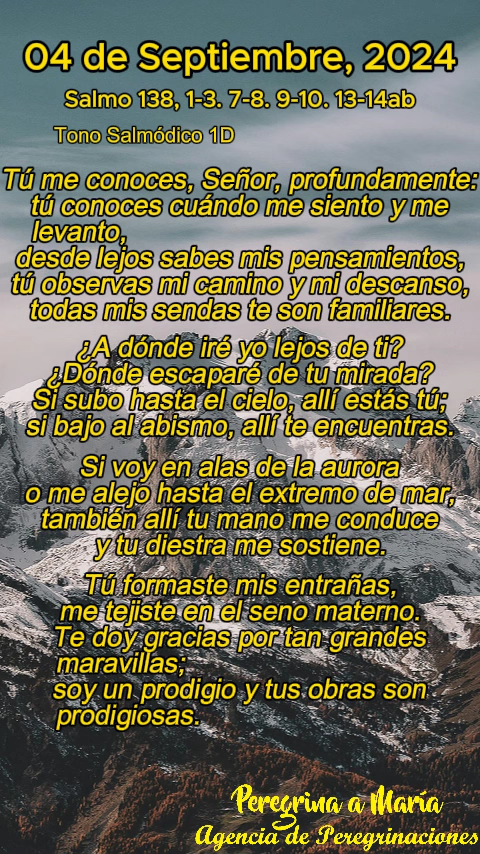 04 de Septiembre, 2024
Salmo 138, 1-3. 7-8. 9-10. 13-14ab
Tono Salmódico 1D
Tú me conoces, Señor, profundamente:
tú conoces cuándo me siento y me
levanto,
desde lejos sabes mis pensamientos,
tú observas mi camino y mi descanso,
todas mis sendas te son familiares.
¿A dónde iré yo lejos de ti?
¿Dónde escaparé de tu mirada?
Si subo hasta el cielo, allí estás tú;
si bajo al abismo, allí te encuentras.
Si voy en alas de la aurora
o me alejo hasta el extremo de mar,
también allí tu mano me conduce
y tu diestra me sostiene.
Tú formaste mis entrañas,
me tejiste en el seno materno.
Te doy gracias por tan grandes
maravillas;
soy un prodigio y tus obras son
prodigiosas.
Peregrina a María
Agencia de Peregrinaciones